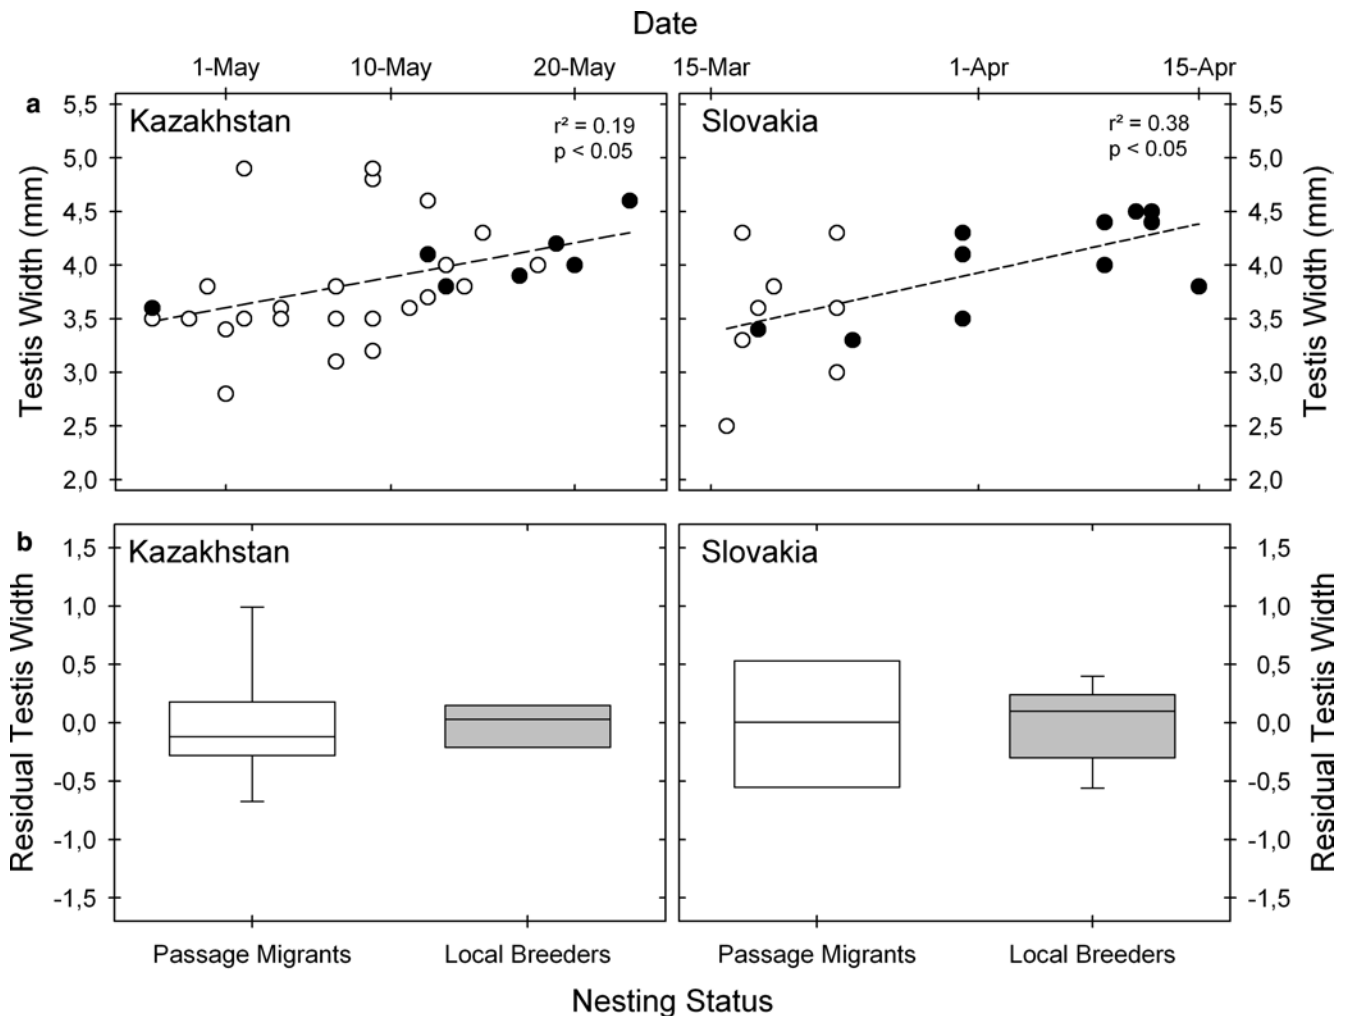 Date
1-May 10-May 20-May 15-Mar 1-Apr 15-Apr
a
Kazakhstan
r² = 0.19
p < 0.05
Slovakia
r² = 0.38
p < 0.05
Testis Width (mm)
5,5
5,0
4,5
4,0
3,5
3,0
2,5
2,0
5,5
5,0
4,5
4,0
3,5
3,0
2,5
2,0
Testis Width (mm)
b
Kazakhstan
Slovakia
Residual Testis Width
1,5
1,0
0,5
0,0
-0,5
-1,0
-1,5
1,5
1,0
0,5
0,0
-0,5
-1,0
-1,5
Residual Testis Width
Passage Migrants Local Breeders Passage Migrants Local Breeders
Nesting Status